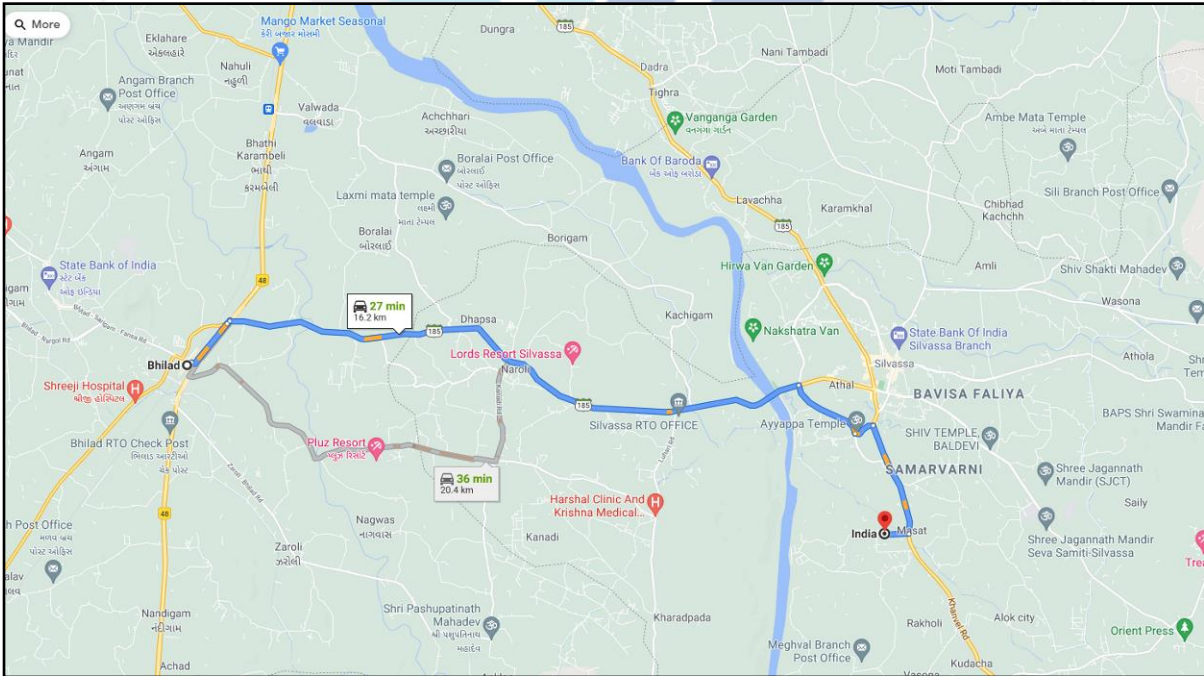 More
Mango Market Seasonal
કેરી બજાર મોસમી
185
Dungra
Eklahare
એકલહારે
Nahuli
નહુલી
Nani Tambadi
Dadra
Moti Tambadi
Tighra
Angam Branch
Post Office
Valwada
વલવાડા
Achchhari
અચ્છારીયા
Vanganga Garden
વનગંગા ગાર્ડન
Ambe Mata Temple
અંબે માતા ટેમ્પલ
Angam
અંગામ
Bhathi
Karambeli
ભાથી
કરમબેલી
Boralai Post Office
બોરલાઈ
પોસ્ટ ઓફિસ
Bank Of Baroda
બેંક ઓફ બરોડા
Sili Branch Post Office
Laxmi mata temple
લક્ષ્મી
માતા ટેમ્પલ
Lavachha
Karamkhal
Chibhad
Kachchh
185
Boralai
બોરલાઈ
Borigam
State Bank of India
સ્ટેટ બેંક
ઓફ ઇન્ડિયા
48
Hirwa Van Garden
Amli
Shiv Shakti Mahadev
Wasona
27 min
16.2 km
Dhapsa
185
Kachigam
Nakshatra Van
State Bank Of India
Silvassa Branch
Bhilad
Lords Resort Silvassa
Naroli
Silvassa
Athola
Shreeji Hospital
શ્રીજી હોસ્પિટલ
185
Athal
BAVISA FALIYA
Bhilad RTO Check Post
ભિલાડ આરટીઓ
ચેક પોસ્ટ
Silvassa RTO OFFICE
Ayyappa Temple
SHIV TEMPLE,
BALDEVI
BAPS Shri Swaminar
Mandir
Pluz Resort
પ્લુઝ રિસોર્ટ
SAMARVARNI
Shree Jagannath
Mandir (SJCT)
36 min
20.4 km
Harshal Clinic And
Krishna Medical...
Saily
48
Nagwas
નાગવાસ
India
Masat
Shree Jagannath Mandir
Seva Samiti-Silvassa
Kanadi
Zaroli
ઝરોલી
Shri Pashupatinath
Mahadev
શ્રી પશુપતિનાથ
મહાદેવ
Khanvel Rd
Nandigam
નંદીગામ
Kharadpada
Rakholi
Alok city
Orient Press
Meghval Branch
Post Office
Achad
Kudacha